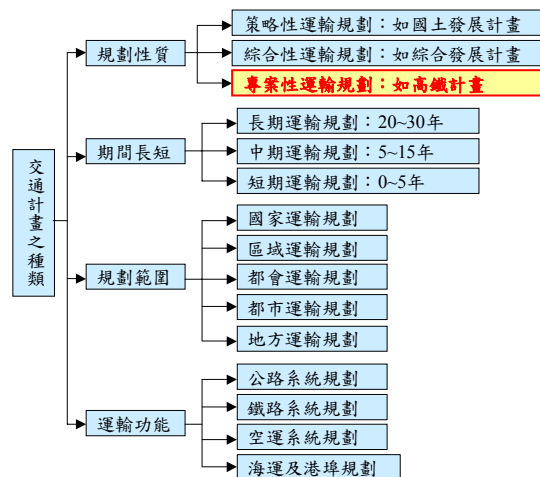 交通計畫之種類
規劃性質
策略性運輸規劃：如國土發展計畫
綜合性運輸規劃：如綜合發展計畫
專案性運輸規劃：如高鐵計畫
期間長短
長期運輸規劃：20~30年
中期運輸規劃：5~15年
短期運輸規劃：0~5年
規劃範圍
國家運輸規劃
區域運輸規劃
都會運輸規劃
都市運輸規劃
地方運輸規劃
運輸功能
公路系統規劃
鐵路系統規劃
空運系統規劃
海運及港埠規劃